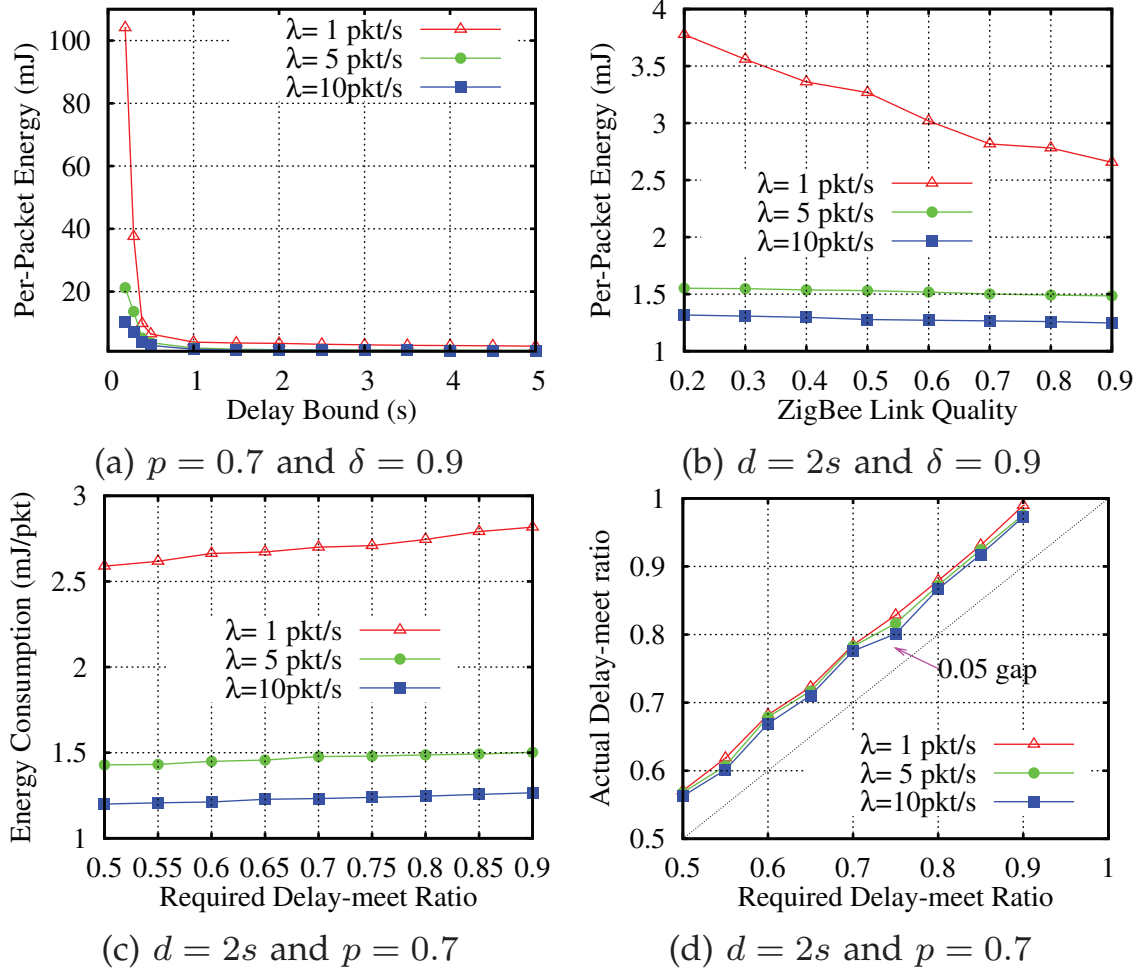 100
80
60
40
20
Per-Packet Energy (mJ)
λ= 1 pkt/s
λ= 5 pkt/s
λ=10pkt/s
0 1 2 3 4 5
Delay Bound (s)
(a) p = 0.7 and δ = 0.9
4
3.5
3
2.5
2
1.5
1
Per-Packet Energy (mJ)
λ= 1 pkt/s
λ= 5 pkt/s
λ=10pkt/s
0.2 0.3 0.4 0.5 0.6 0.7 0.8 0.9
ZigBee Link Quality
(b) d = 2s and δ = 0.9
3
2.5
2
1.5
1
Energy Consumption (mJ/pkt)
λ= 1 pkt/s
λ= 5 pkt/s
λ=10pkt/s
0.5 0.55 0.6 0.65 0.7 0.75 0.8 0.85 0.9
Required Delay-meet Ratio
(c) d = 2s and p = 0.7
1
0.9
0.8
0.7
0.6
0.5
Actual Delay-meet ratio
0.05 gap
λ= 1 pkt/s
λ= 5 pkt/s
λ=10pkt/s
0.5 0.6 0.7 0.8 0.9 1
Required Delay-meet Ratio
(d) d = 2s and p = 0.7